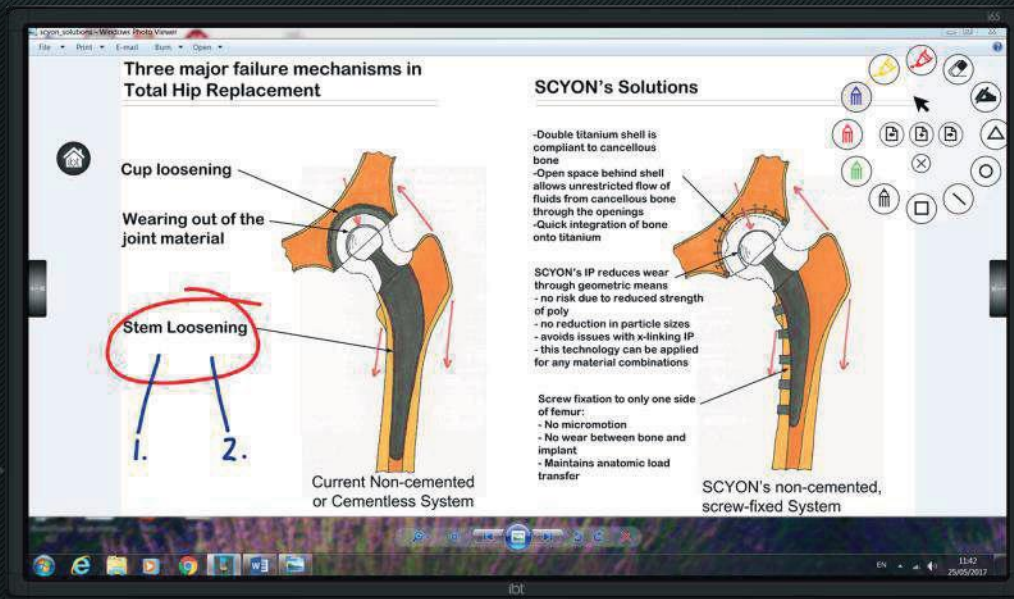 i65
scyon_solutions - Windows Photo Viewer
File Print E-mail Burn Open
Three major failure mechanisms in
Total Hip Replacement
Cup loosening
Wearing out of the
joint material
Stem Loosening
1. 2.
Current Non-cemented
or Cementless System
SCYON's Solutions
-Double titanium shell is
compliant to cancellous
bone
-Open space behind shell
allows unrestricted flow of
fluids from cancellous bone
through the openings
-Quick integration of bone
onto titanium
SCYON's IP reduces wear
through geometric means
- no risk due to reduced strength
of poly
- no reduction in particle sizes
- avoids issues with x-linking IP
- this technology can be applied
for any material combinations
Screw fixation to only one side
of femur:
- No micromotion
- No wear between bone and
implant
- Maintains anatomic load
transfer
SCYON's non-cemented,
screw-fixed System
ibt
EN
11:42
25/05/2017
ibt